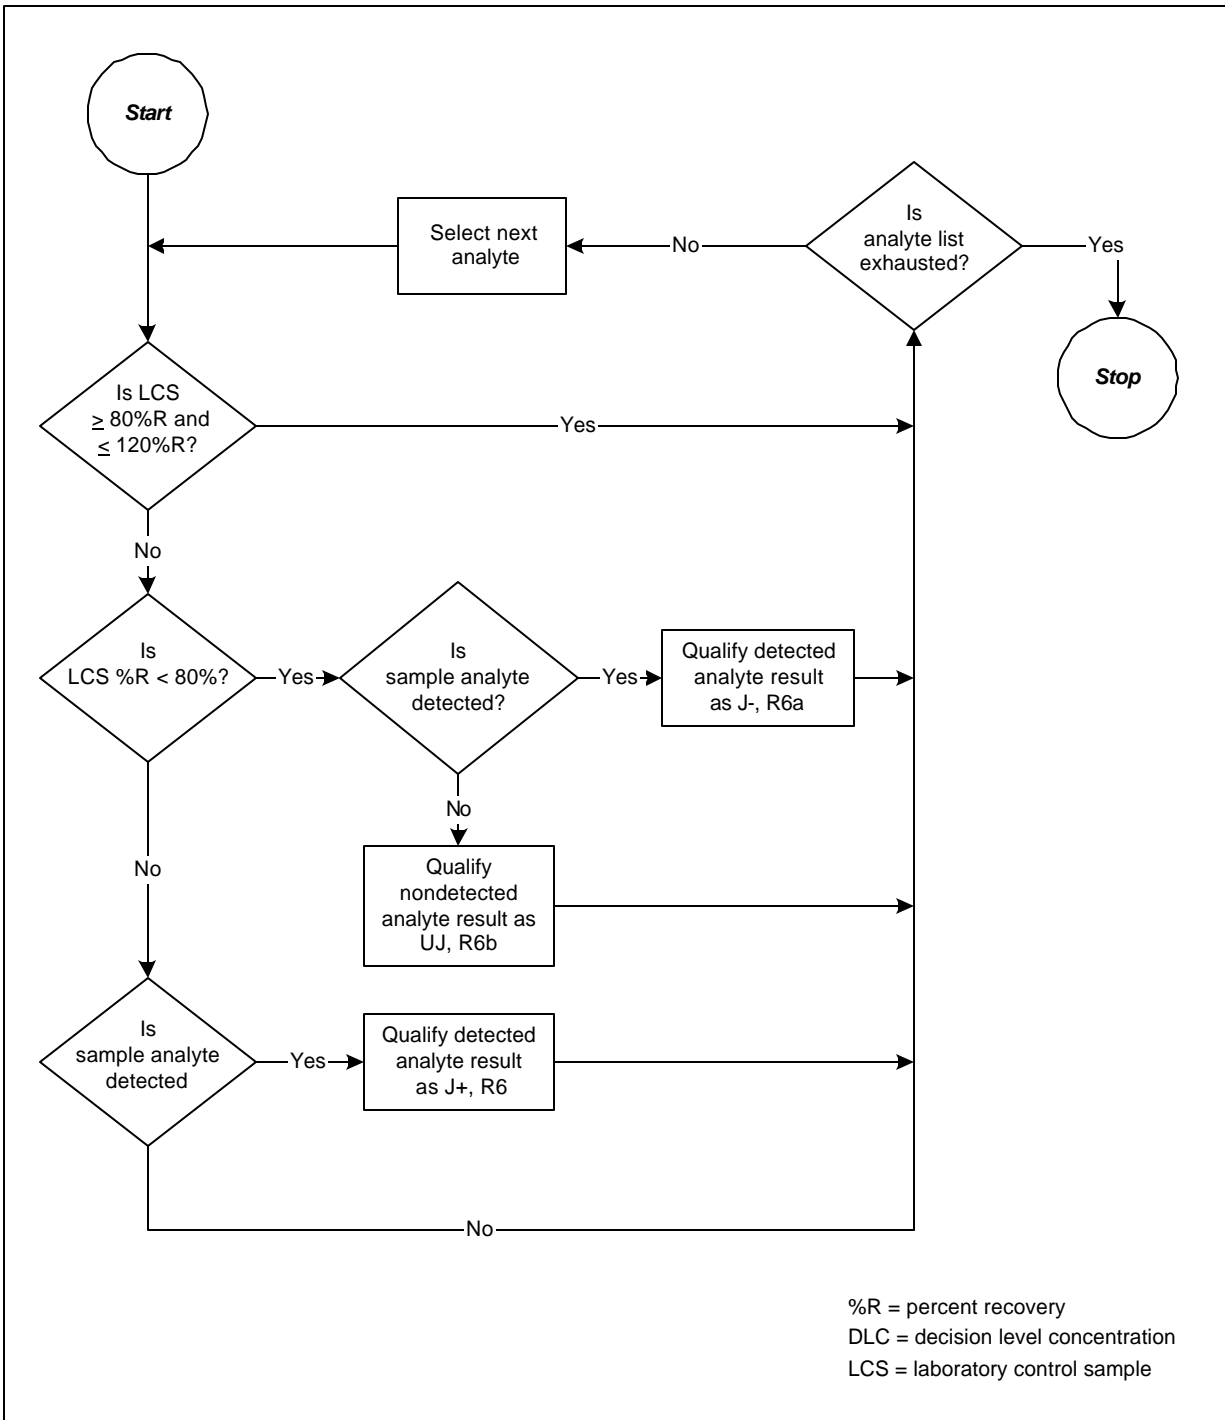 Start
Select next
analyte
No
Is
analyte list
exhausted?
Yes
Stop
Is LCS
≥ 80%R and
≤ 120%R?
Yes
No
Is
LCS %R < 80%?
Yes
Is
sample analyte
detected?
Yes
Qualify detected
analyte result
as J-, R6a
No
Qualify
nondetected
analyte result as
UJ, R6b
No
Is
sample analyte
detected
Yes
Qualify detected
analyte result
as J+, R6
No
%R = percent recovery
DLC = decision level concentration
LCS = laboratory control sample